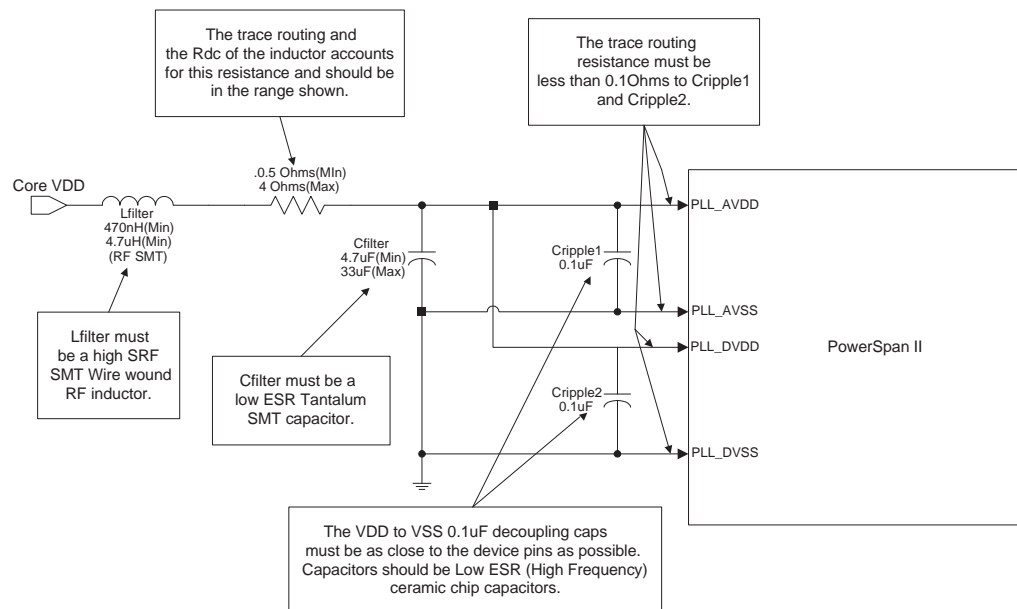 The trace routing and
the Rdc of the inductor accounts
for this resistance and should be
in the range shown.
The trace routing
resistance must be
less than 0.1Ohms to Cripple1
and Cripple2.
Core VDD
.0.5 Ohms(MIn)
4 Ohms(Max)
Lfilter
470nH(Min)
4.7uH(Min)
(RF SMT)
Cfilter
4.7uF(Min)
33uF(Max)
Cripple1
0.1uF
PLL_AVDD
PLL_AVSS
PLL_DVDD
PowerSpan II
Lfilter must
be a high SRF
SMT Wire wound
RF inductor.
Cfilter must be a
low ESR Tantalum
SMT capacitor.
Cripple2
0.1uF
PLL_DVSS
The VDD to VSS 0.1uF decoupling caps
must be as close to the device pins as possible.
Capacitors should be Low ESR (High Frequency)
ceramic chip capacitors.